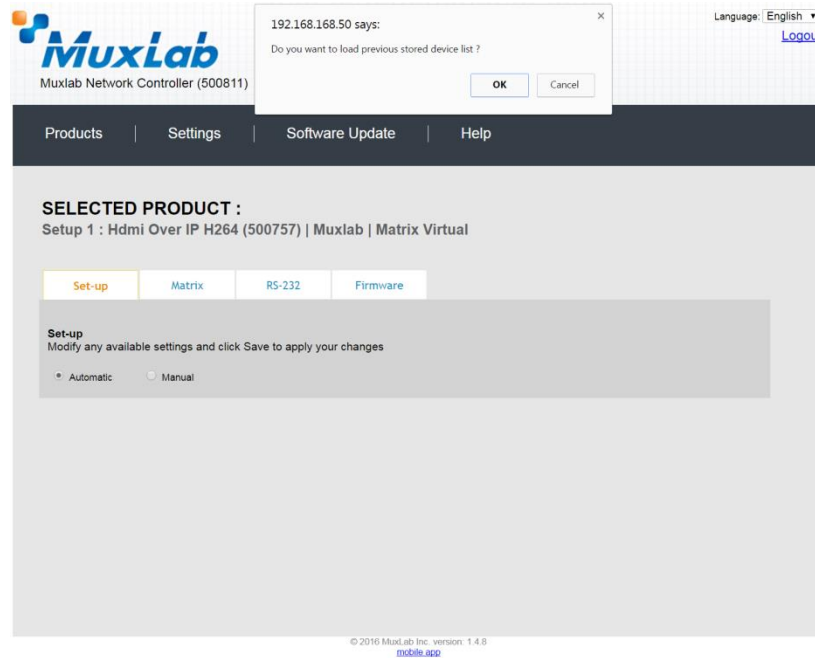 192.168.168.50 says:
Do you want to load previous stored device list ?
OK Cancel
Language: English
Logou
MuxLab
Muxlab Network Controller (500811)
Products | Settings | Software Update | Help
SELECTED PRODUCT :
Setup 1 : Hdmi Over IP H264 (500757) | Muxlab | Matrix Virtual
Set-up Matrix RS-232 Firmware
Set-up
Modify any available settings and click Save to apply your changes
Automatic Manual
© 2016 MuxLab Inc. version: 1.4.8
mobile app